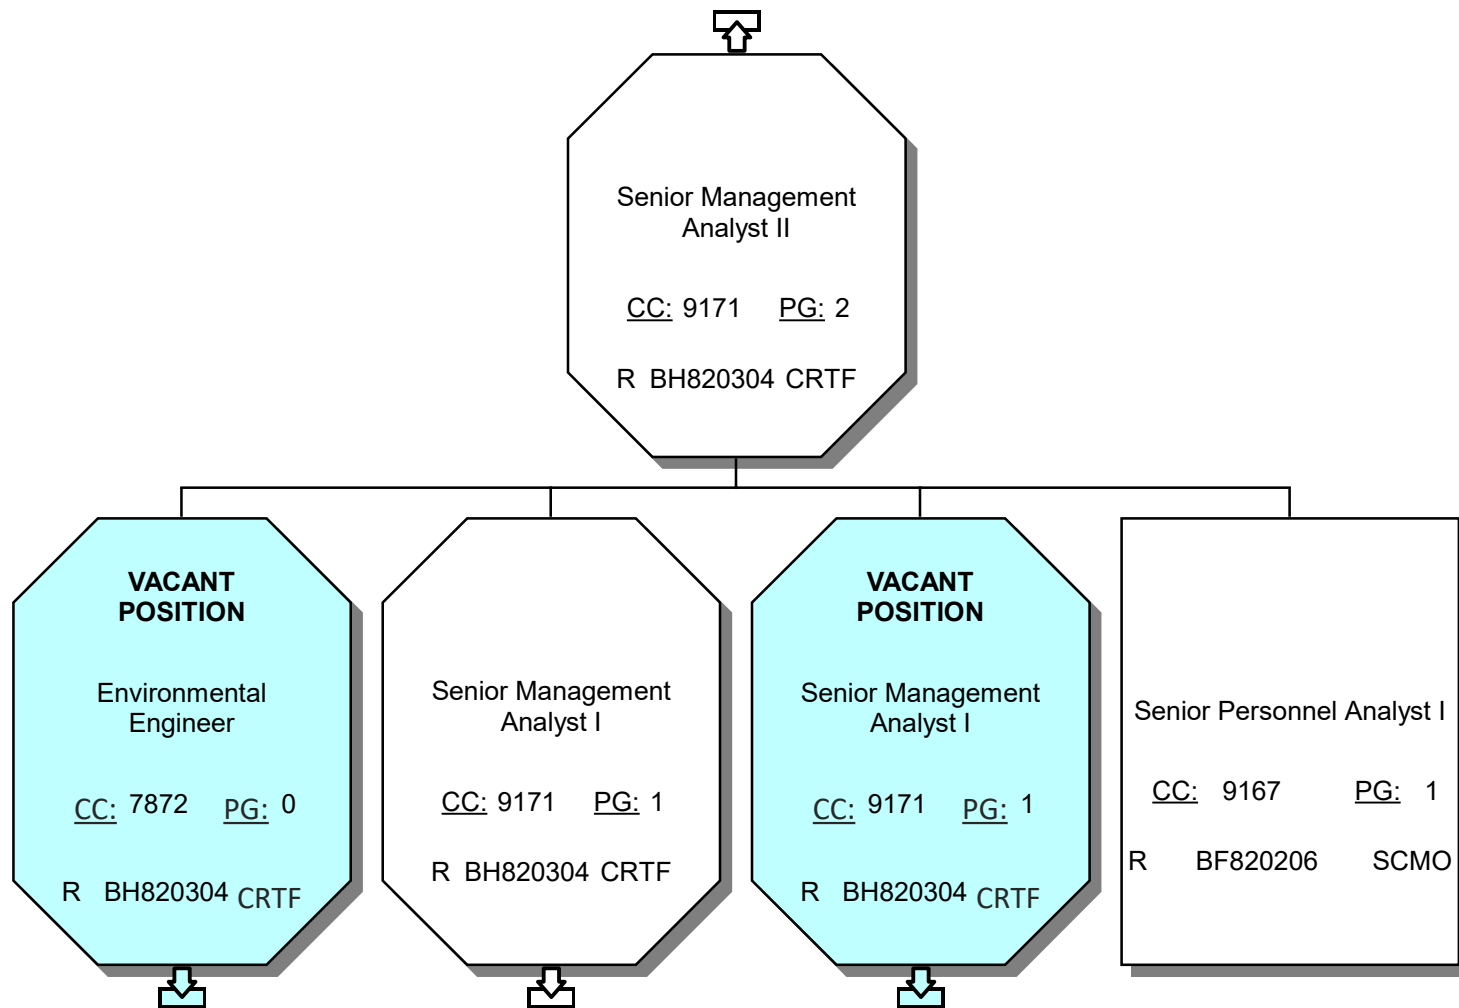 Senior Management
Analyst II
CC: 9171 PG: 2
R BH820304 CRTF
VACANT
POSITION
Environmental
Engineer
CC: 7872 PG: 0
R BH820304 CRTF
Senior Management
Analyst I
CC: 9171 PG: 1
R BH820304 CRTF
VACANT
POSITION
Senior Management
Analyst I
CC: 9171 PG: 1
R BH820304 CRTF
Senior Personnel Analyst I
CC: 9167 PG: 1
R BF820206 SCMO